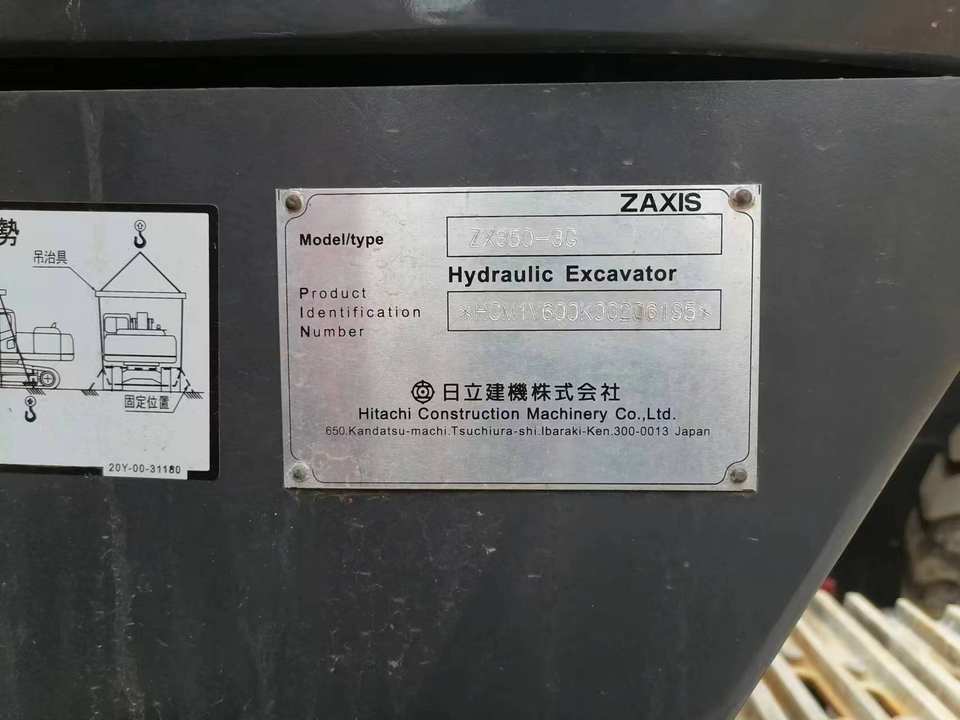 勢
吊治具
固定位置
20Y-00-31180
ZAXIS
Model/type
Hydraulic Excavator
Product
Identification
Number
日立建機株式会社
Hitachi Construction Machinery Co.,Ltd.
650.Kandatsu-machi.Tsuchiura-shi.Ibaraki-Ken.300-0013 Japan